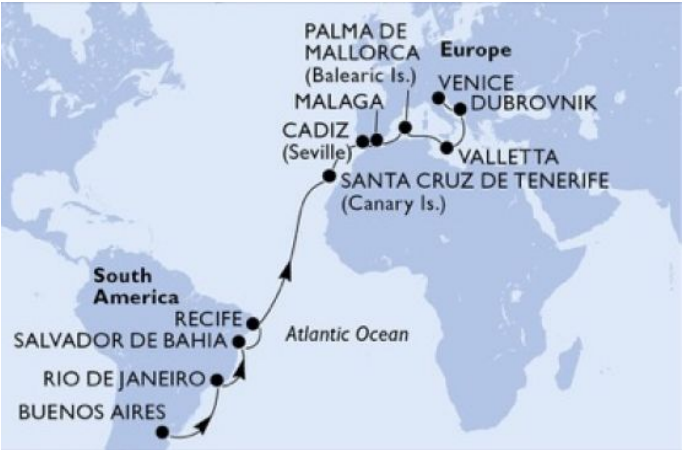 PALMA DE
MALLORCA
(Balearic Is.)
Europe
VENICE
MALAGA
DUBROVNIK
CADIZ
(Seville)
VALLETTA
SANTA CRUZ DE TENERIFE
(Canary Is.)
South
America
RECIFE
Atlantic Ocean
SALVADOR DE BAHIA
RIO DE JANEIRO
BUENOS AIRES